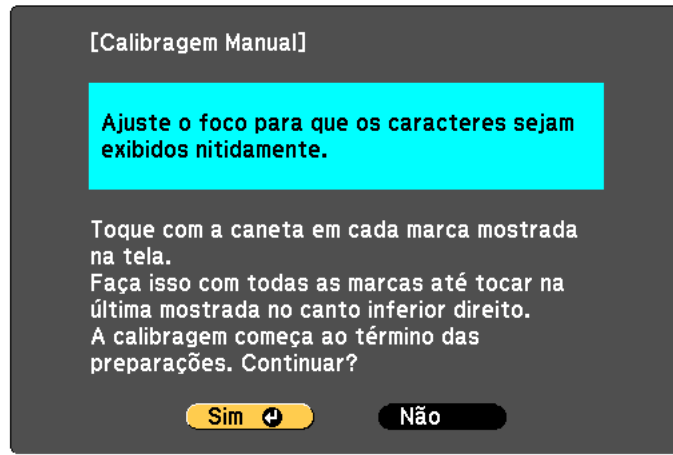 [Calibragem Manual]
Ajuste o foco para que os caracteres sejam
exibidos nitidamente.
Toque com a caneta em cada marca mostrada
na tela.
Faça isso com todas as marcas até tocar na
última mostrada no canto inferior direito.
A calibragem começa ao término das
preparações. Continuar?
Sim Não